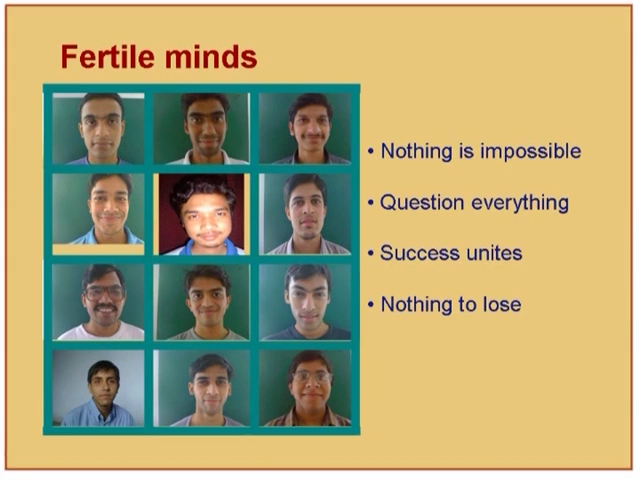 Fertile minds
• Nothing is impossible
• Question everything
• Success unites
• Nothing to lose